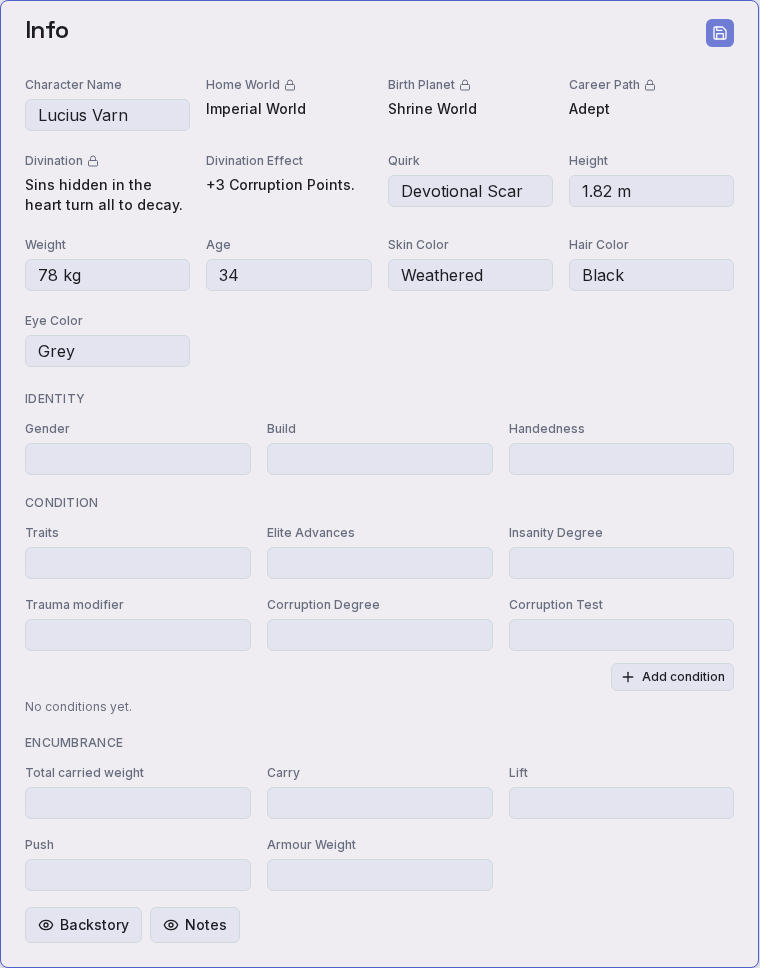 Info
Character Name
Home World
Birth Planet
Career Path
Lucius Varn
Imperial World
Shrine World
Adept
Divination
Divination Effect
Quirk
Height
Sins hidden in the
heart turn all to decay.
+3 Corruption Points.
Devotional Scar
1.82 m
Weight
Age
Skin Color
Hair Color
78 kg
34
Weathered
Black
Eye Color
Grey
IDENTITY
Gender
Build
Handedness
CONDITION
Traits
Elite Advances
Insanity Degree
Trauma modifier
Corruption Degree
Corruption Test
Add condition
No conditions yet.
ENCUMBRANCE
Total carried weight
Carry
Lift
Push
Armour Weight
Backstory
Notes